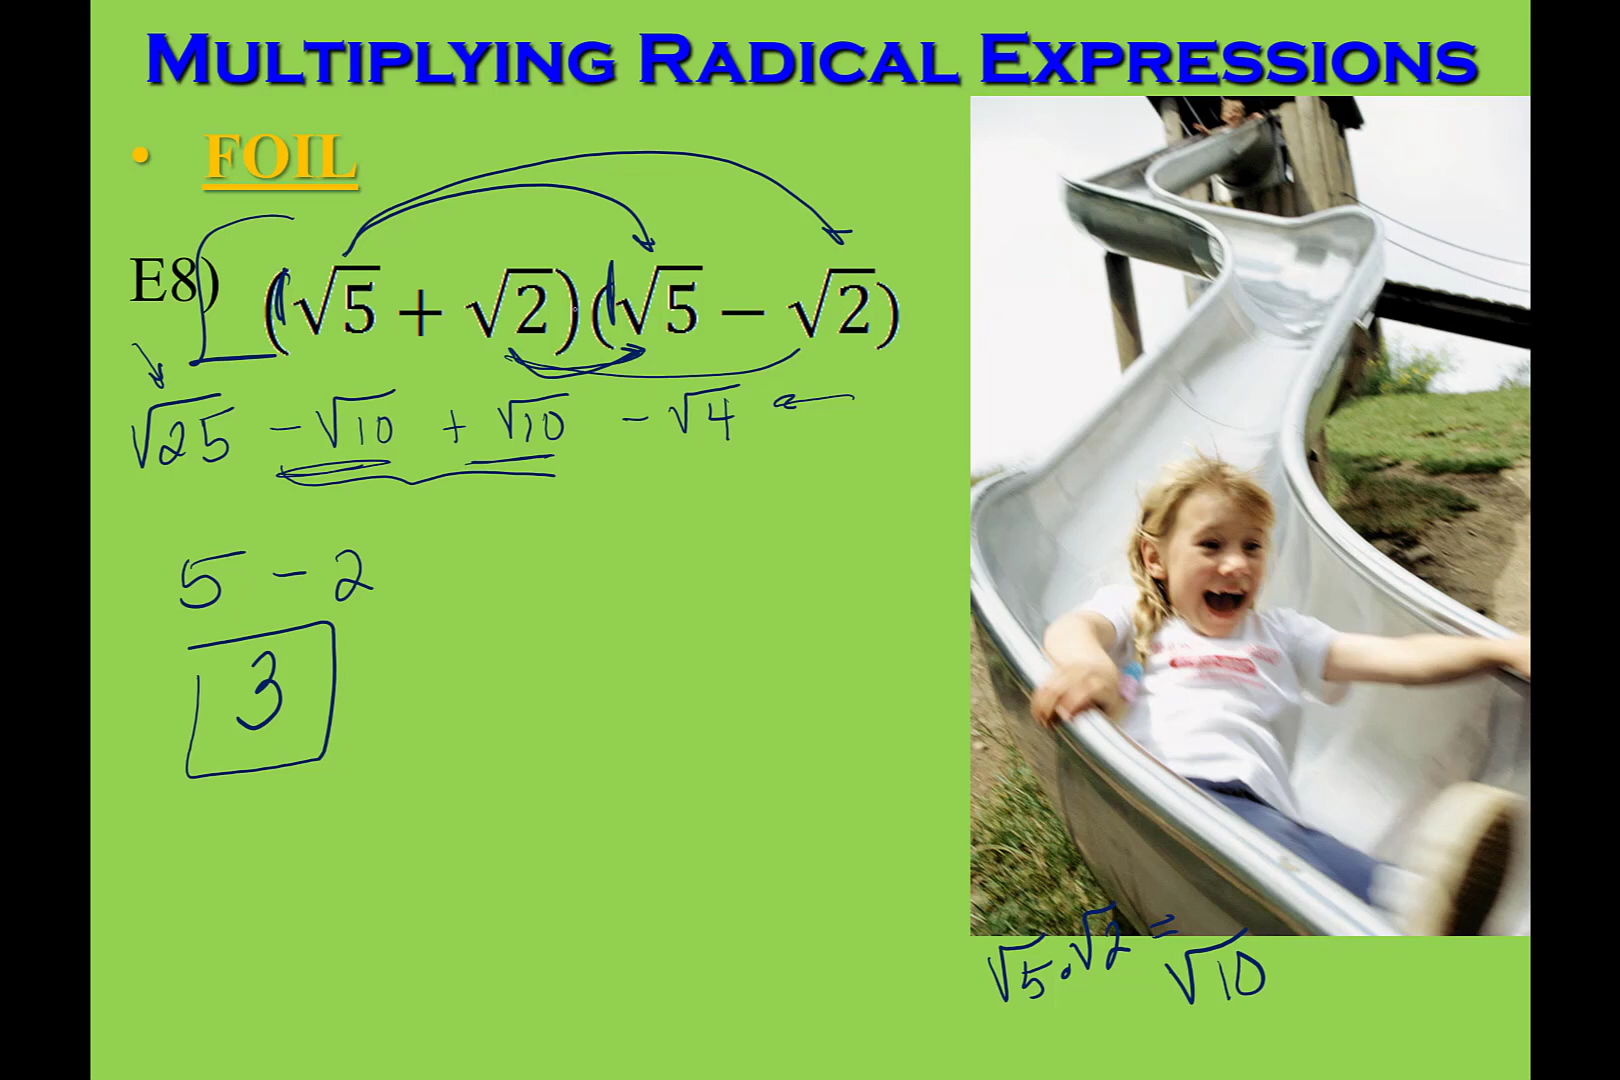 MULTIPLYING RADICAL EXPRESSIONS
• FOIL
E8) (√5 + √2)(√5 − √2)
√25 − √10 + √10 − √4
5 − 2
3
√5 · √2 = √10